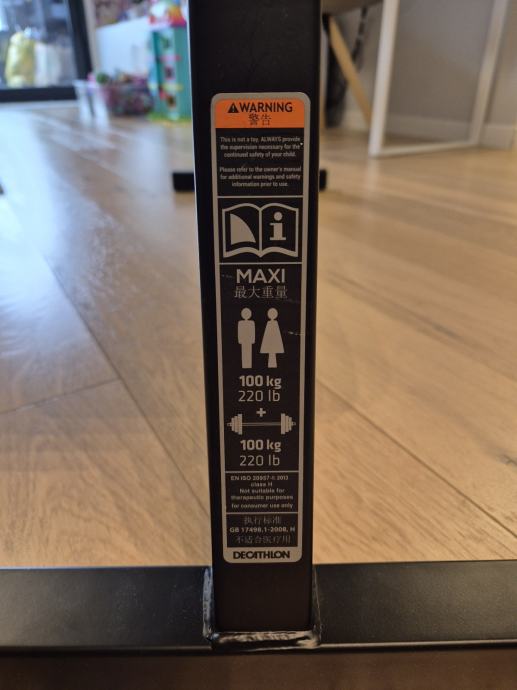 WARNING
警告
This is not a toy, ALWAYS provide
the supervision necessary for the
continued safety of your child.
Please refer to the owner's manual
for additional warnings and safety
information prior to use.
i
MAXI
最大重量
100 kg
220 lb
+
100 kg
220 lb
EN ISO 20957-1: 2013
class H
Not suitable for
therapeutic purposes
for consumer use only
执行标准
GB 17498.1-2008, H
不适合医疗用
DECATHLON